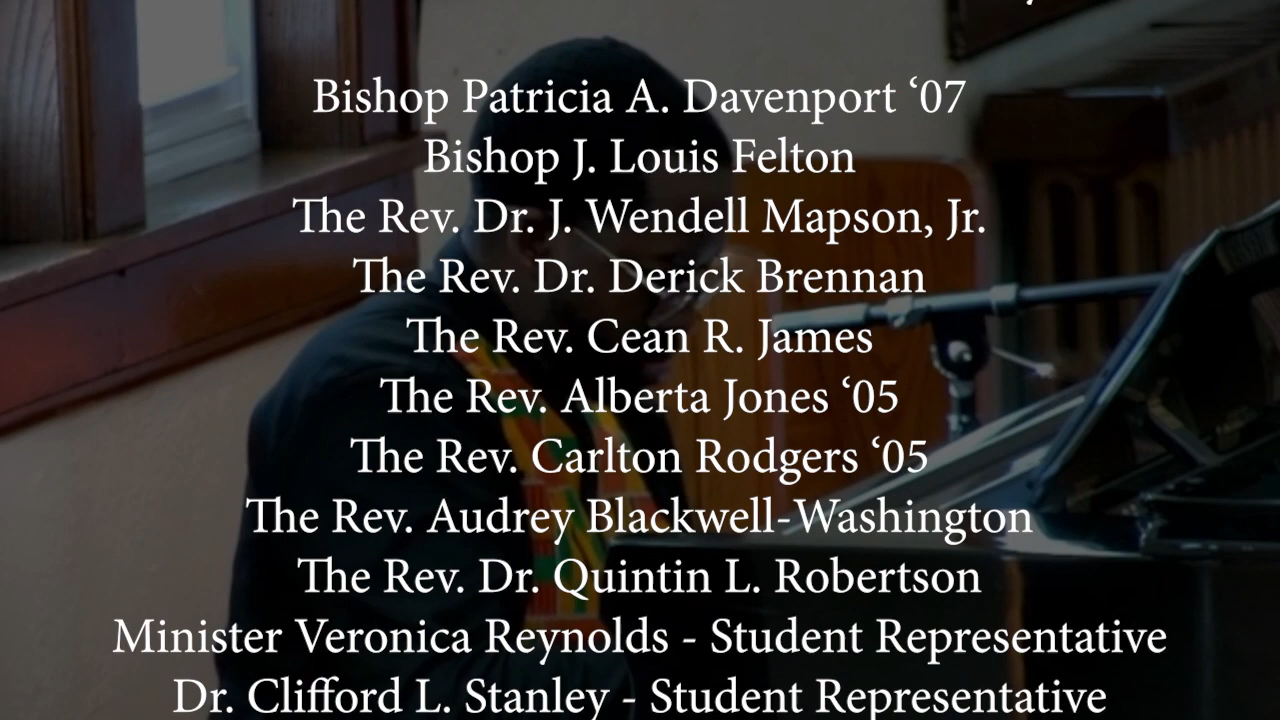 Bishop Patricia A. Davenport ‘07
Bishop J. Louis Felton
The Rev. Dr. J. Wendell Mapson, Jr.
The Rev. Dr. Derick Brennan
The Rev. Cean R. James
The Rev. Alberta Jones ‘05
The Rev. Carlton Rodgers ‘05
The Rev. Audrey Blackwell-Washington
The Rev. Dr. Quintin L. Robertson
Minister Veronica Reynolds - Student Representative
Dr. Clifford L. Stanley - Student Representative